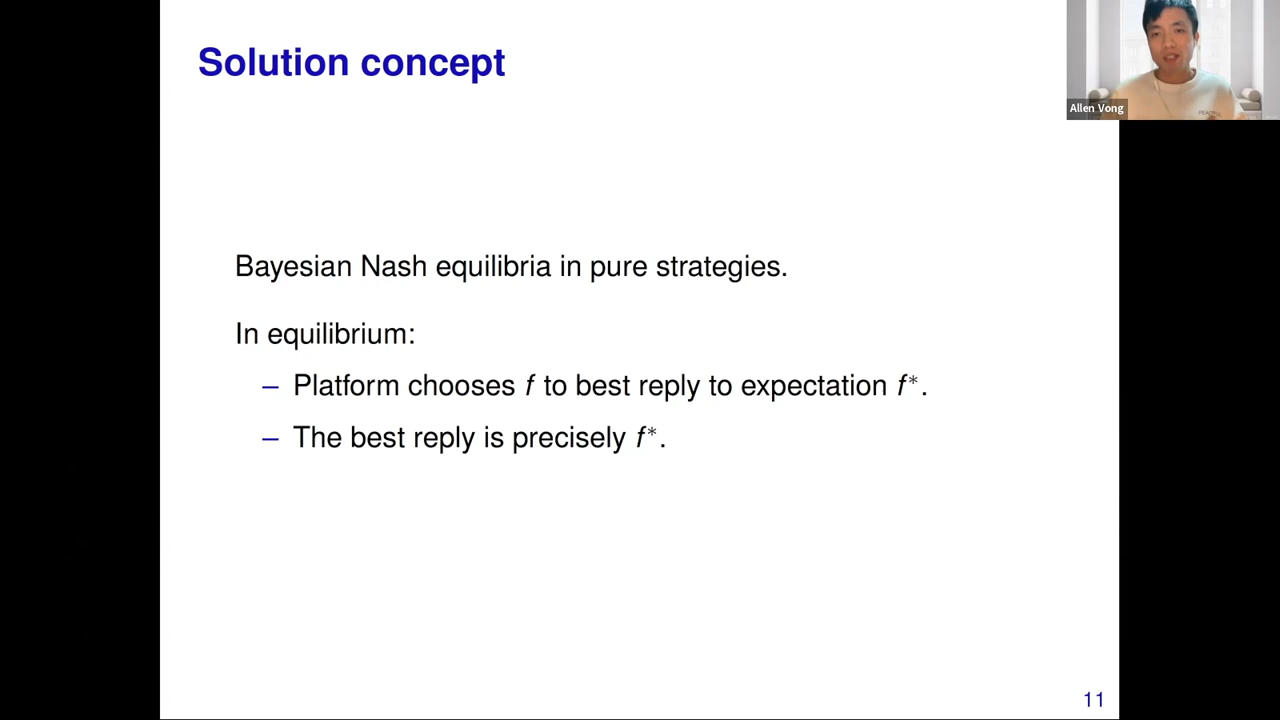 Solution concept
Allen Vong
Bayesian Nash equilibria in pure strategies.
In equilibrium:
– Platform chooses f to best reply to expectation f*.
– The best reply is precisely f*.
11